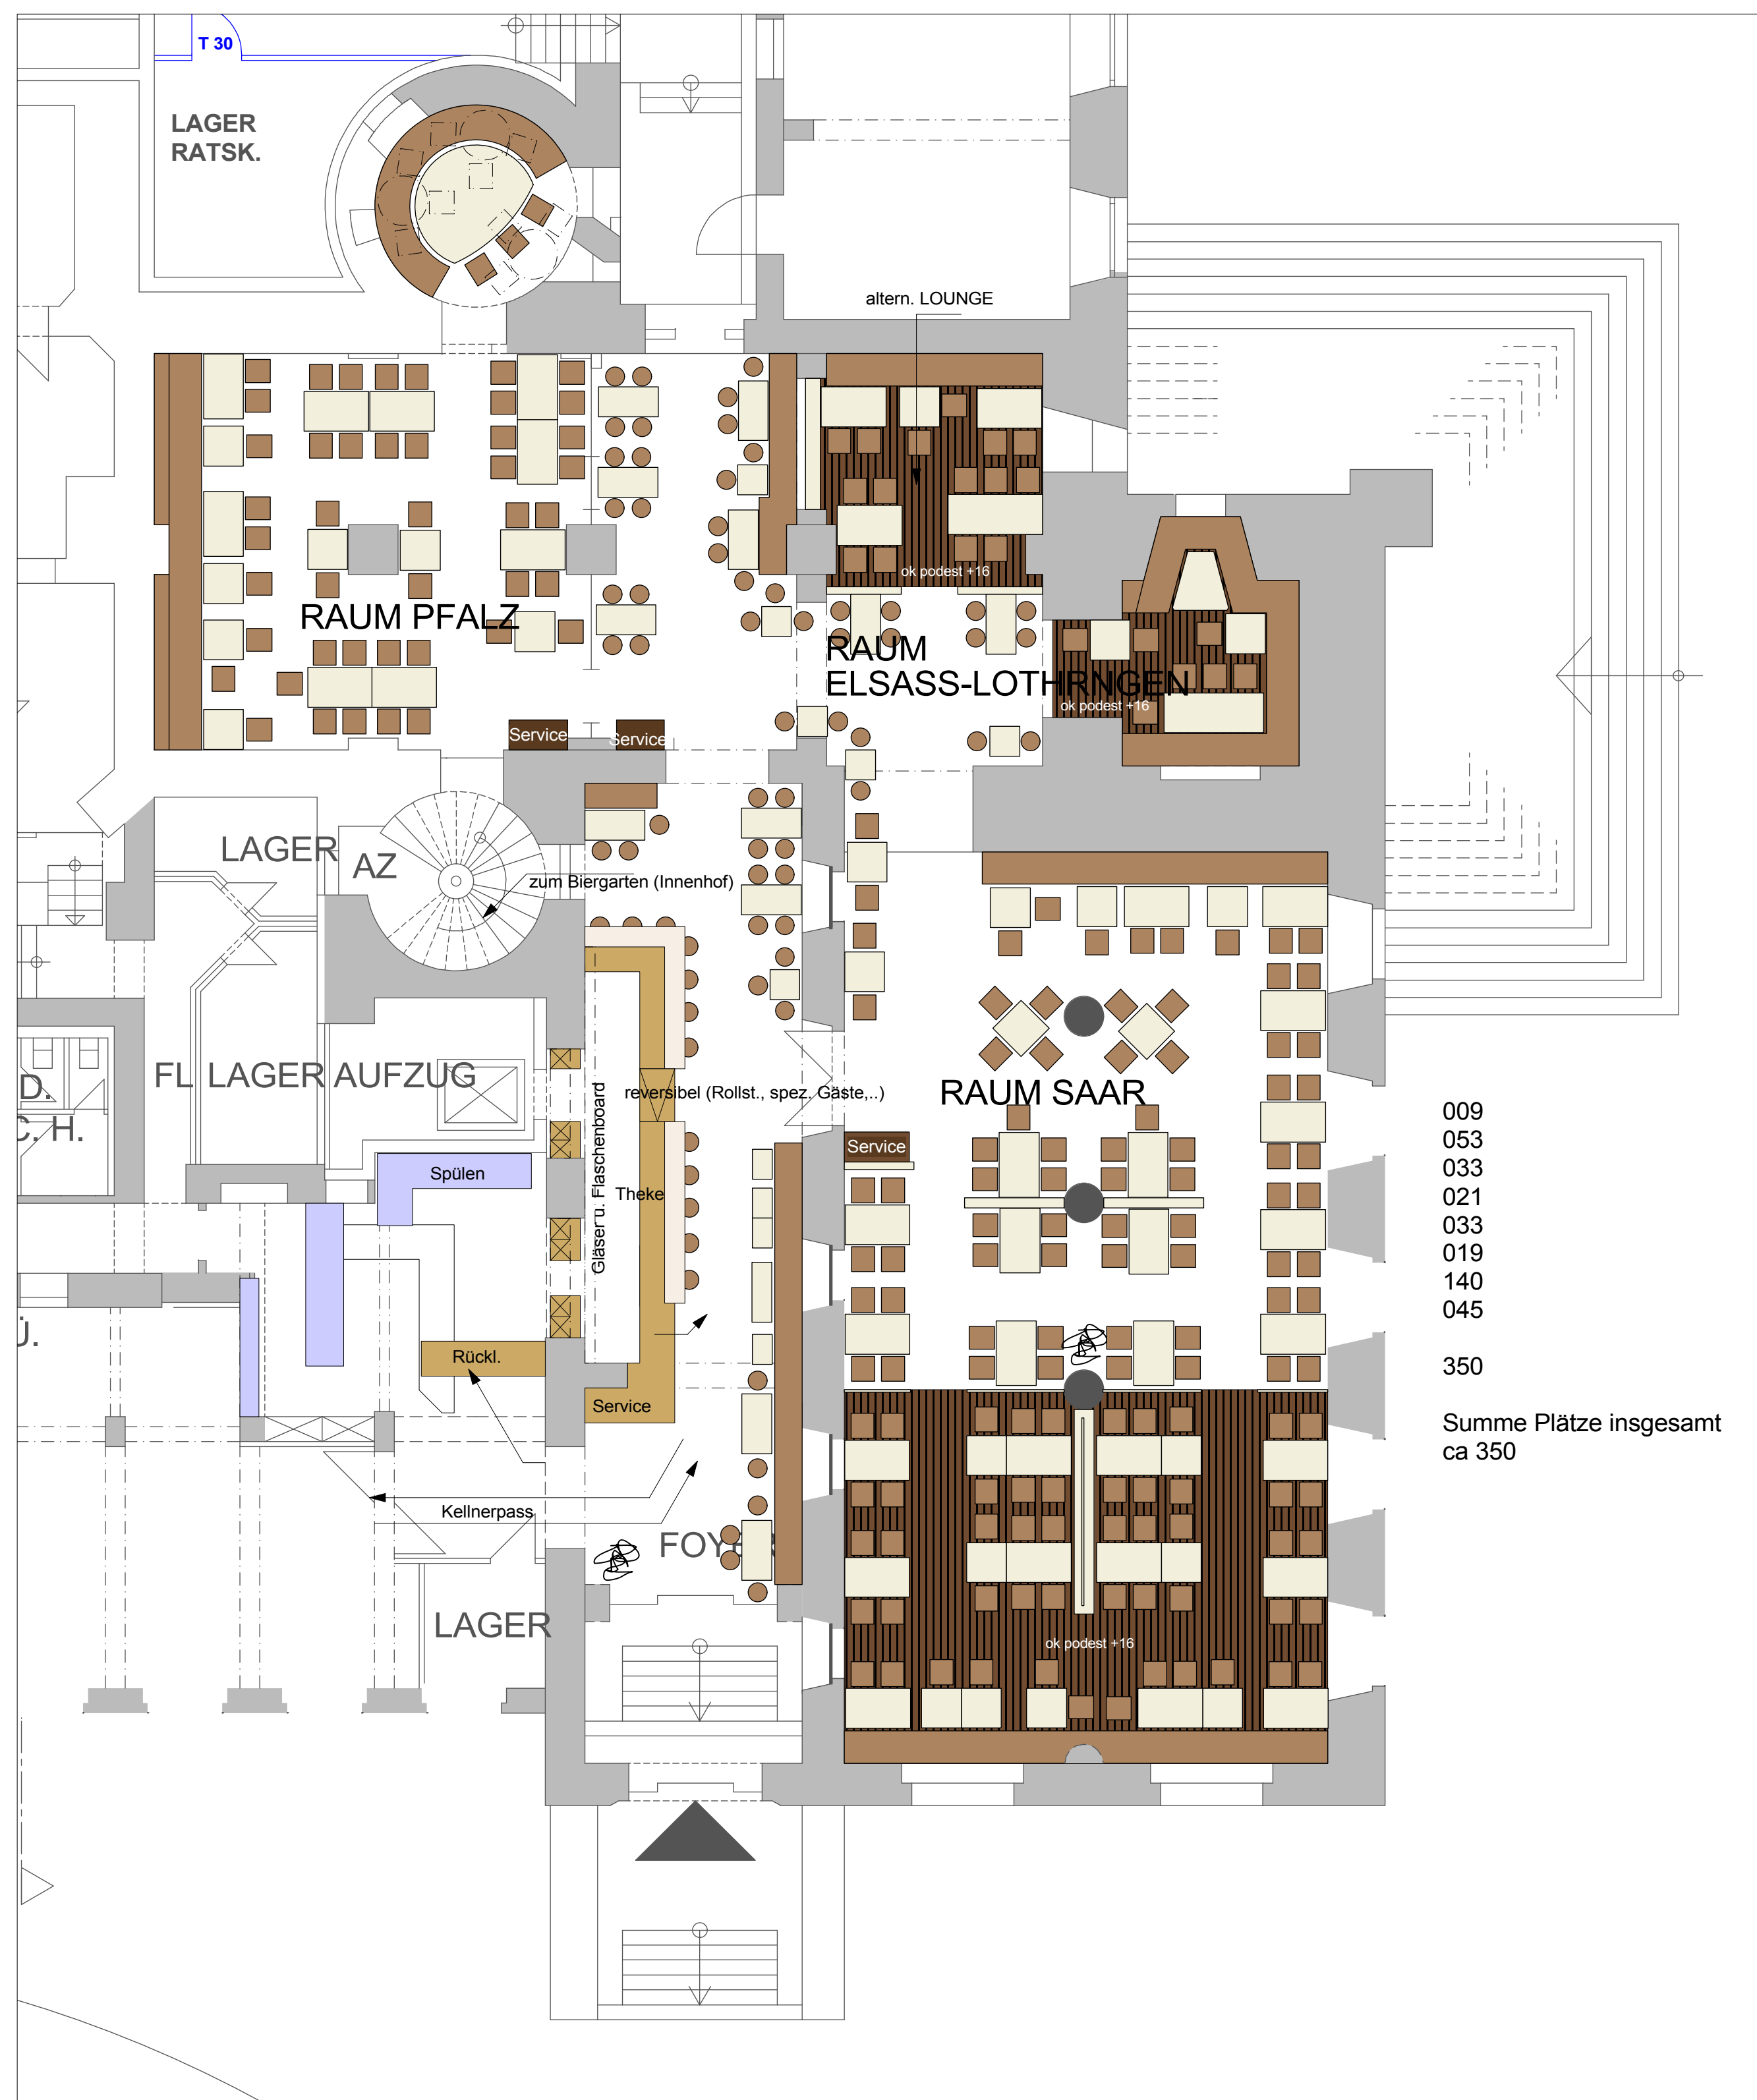 T 30
LAGER
RATSK.
altern. LOUNGE
ok podest +16
RAUM PFALZ
RAUM
ELSASS-LOTHRNGEN
ok podest +16
Service
Service
LAGER
AZ
zum Biergarten (Innenhof)
FL LAGER AUFZUG
D.
C. H.
reversibel (Rollst., spez. Gäste,..)
RAUM SAAR
Gläser u. Flaschenboard
Theke
Spülen
Service
009
053
033
021
033
019
140
045
350
Summe Plätze insgesamt
ca 350
Ü.
Rückl.
Service
Kellnerpass
FOYER
LAGER
ok podest +16